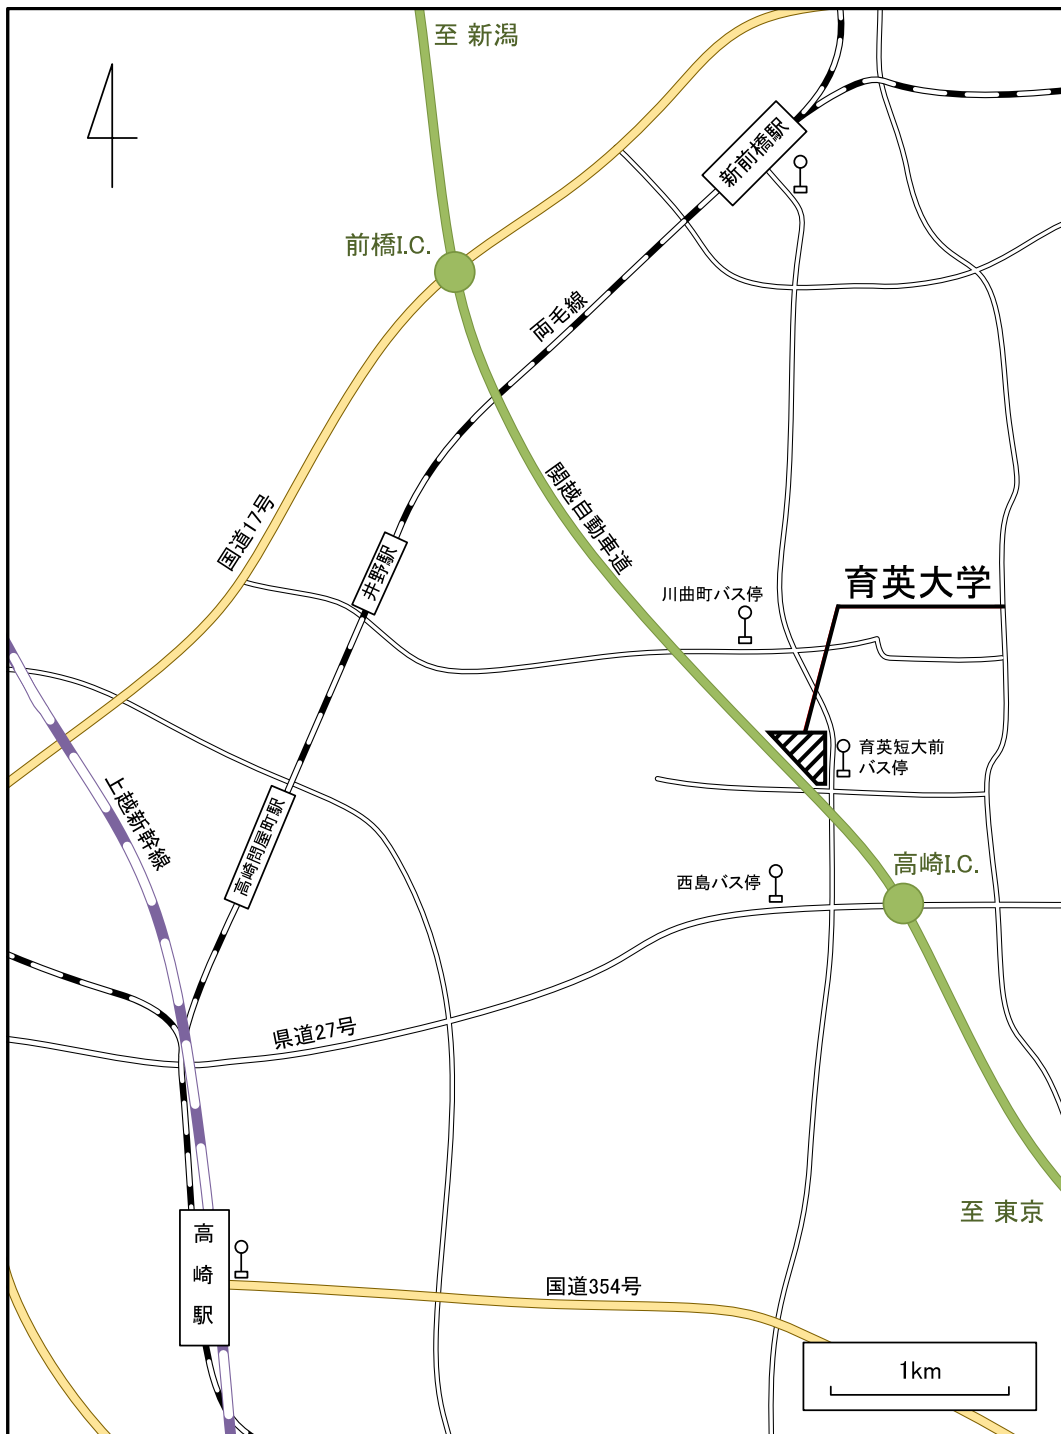 至 新潟
新前橋駅
前橋I.C.
両毛線
関越自動車道
国道17号
井野駅
育英大学
川曲町バス停
育英短大前
バス停
上越新幹線
高崎問屋町駅
高崎I.C.
西島バス停
県道27号
至 東京
高崎駅
国道354号
1km